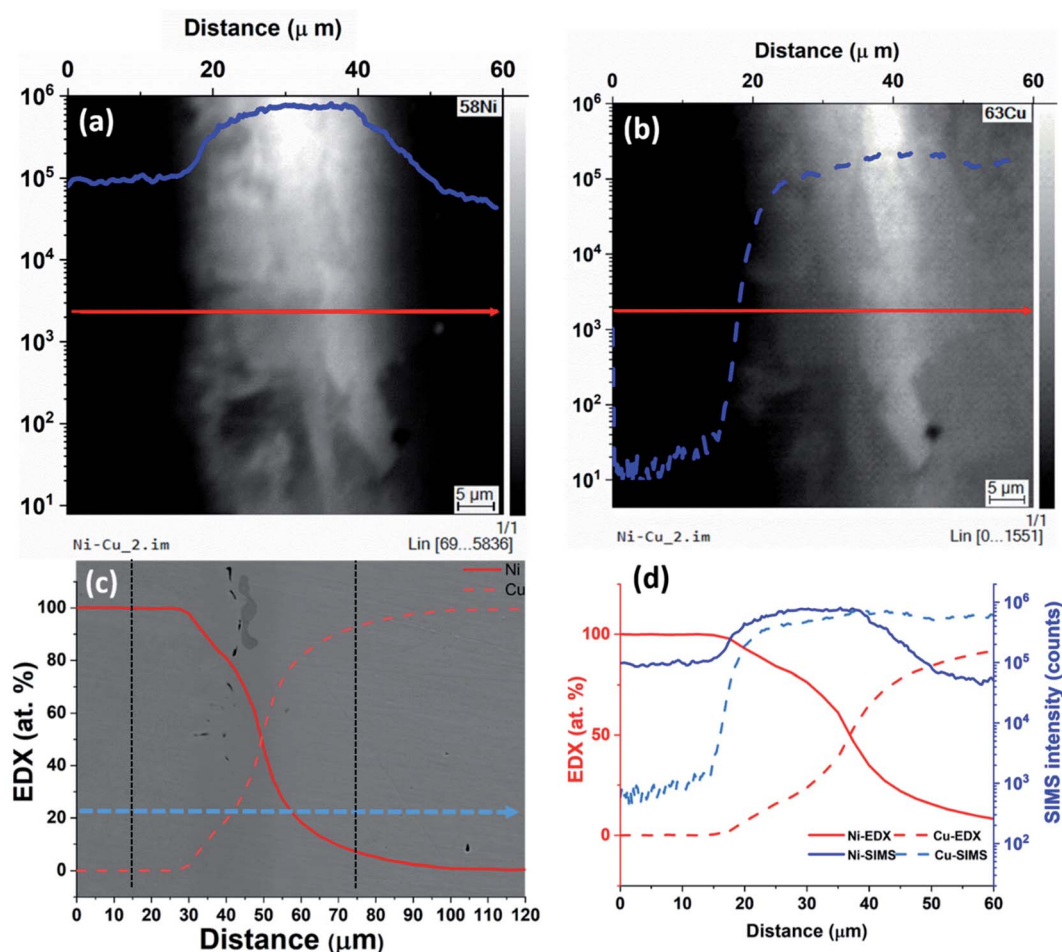 Distance (μ m)
0 20 40 60
10⁶
10⁵
10⁴
10³
10²
10¹
(a)
58Ni
5 μm
1/1
Ni-Cu_2.im
Lin [69...5836]
Distance (μ m)
0 20 40 60
10⁶
10⁵
10⁴
10³
10²
10¹
(b)
63Cu
5 μm
1/1
Ni-Cu_2.im
Lin [0...1551]
(c)
Ni
Cu
EDX (at. %)
100
80
60
40
20
0
0 10 20 30 40 50 60 70 80 90 100 110 120
Distance (μm)
(d)
EDX (at. %)
100
50
0
SIMS intensity (counts)
10⁶
10⁵
10⁴
10³
10²
Ni-EDX Cu-EDX
Ni-SIMS Cu-SIMS
0 10 20 30 40 50 60
Distance (μm)